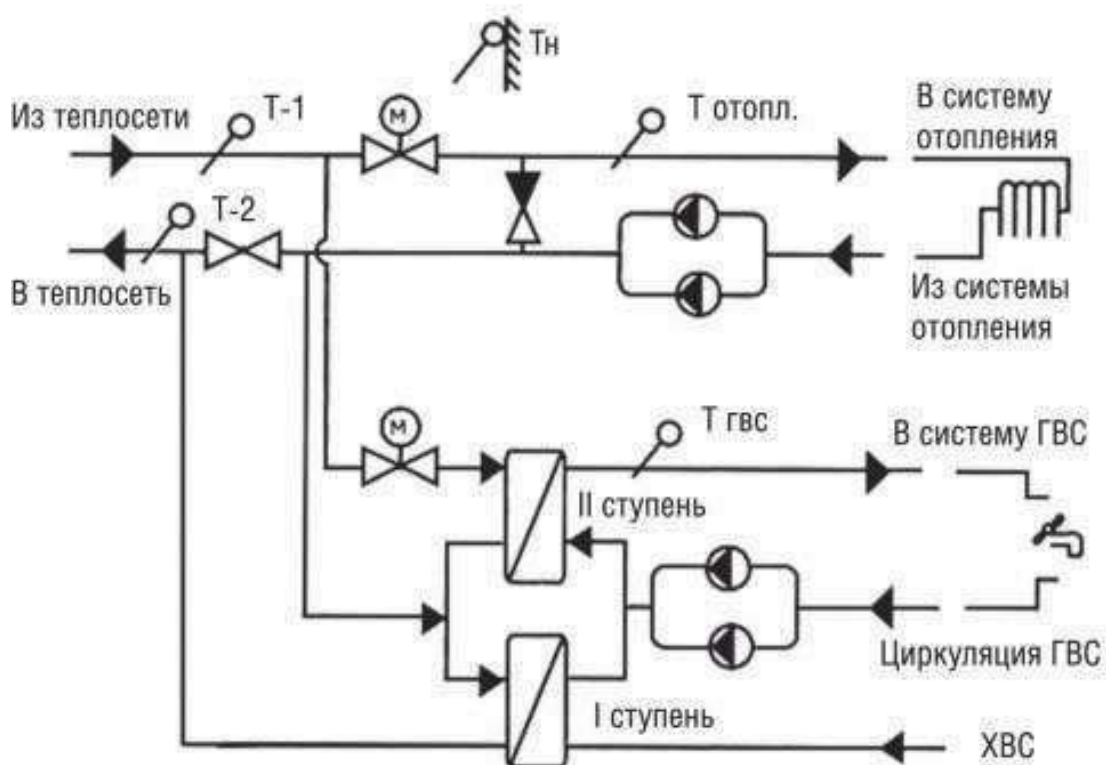 Тн
Из теплосети
Т-1
М
Т отопл.
В систему
отопления
Т-2
В теплосеть
Из системы
отопления
М
Т гвс
В систему ГВС
II ступень
Циркуляция ГВС
I ступень
ХВС